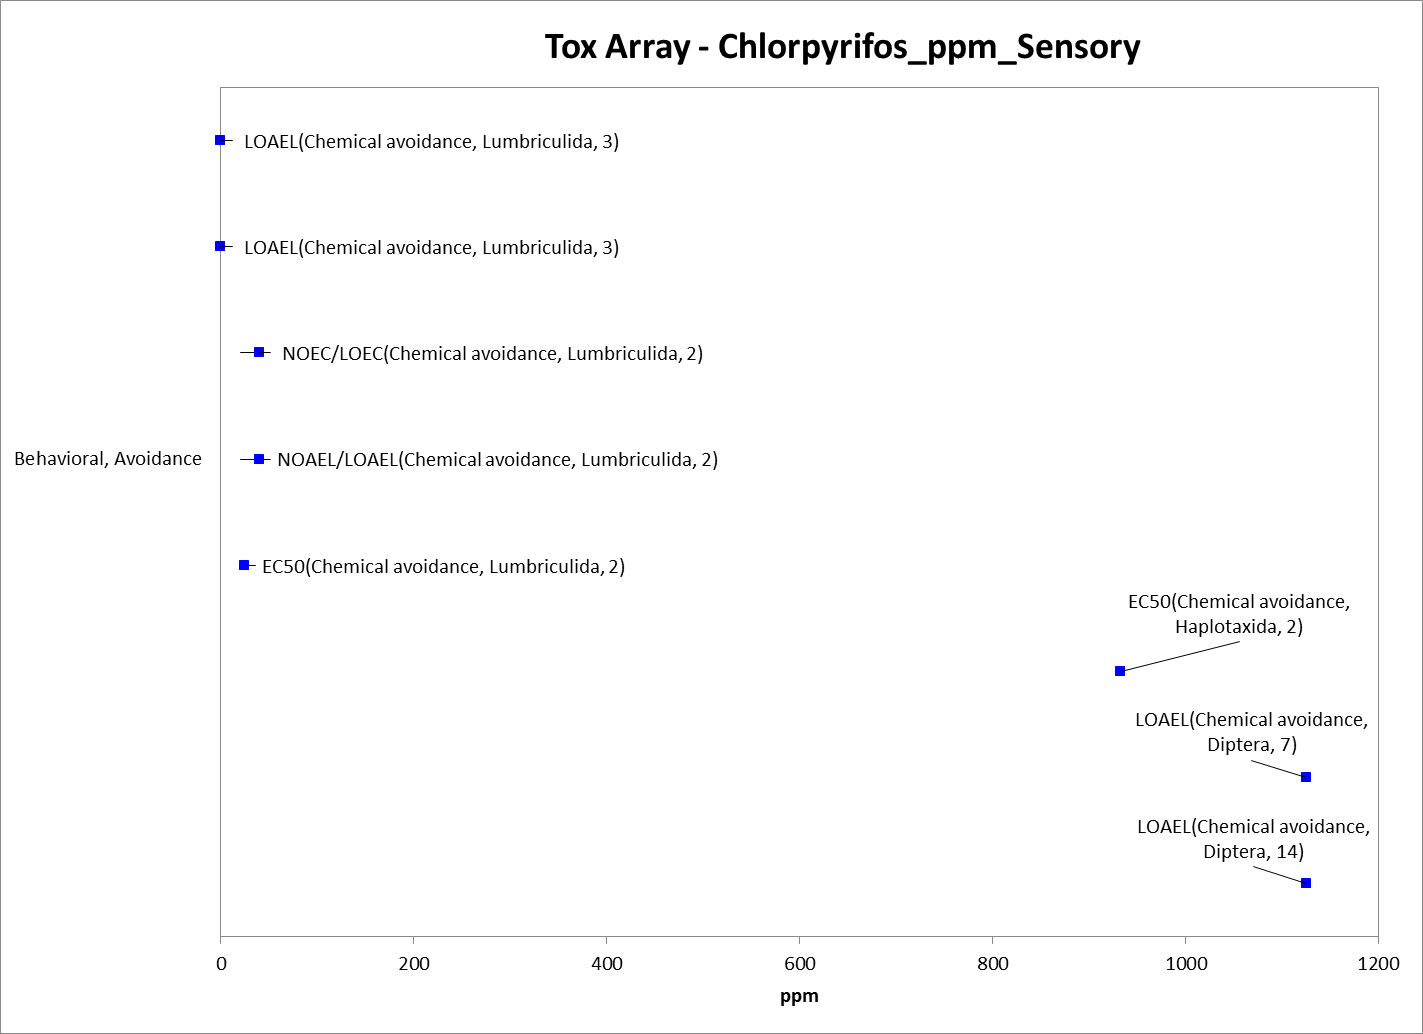 Tox Array - Chlorpyrifos_ppm_Sensory
LOAEL(Chemical avoidance, Lumbriculida, 3)
LOAEL(Chemical avoidance, Lumbriculida, 3)
NOEC/LOEC(Chemical avoidance, Lumbriculida, 2)
Behavioral, Avoidance
NOAEL/LOAEL(Chemical avoidance, Lumbriculida, 2)
EC50(Chemical avoidance, Lumbriculida, 2)
EC50(Chemical avoidance,
Haplotaxida, 2)
LOAEL(Chemical avoidance,
Diptera, 7)
LOAEL(Chemical avoidance,
Diptera, 14)
0 200 400 600 800 1000 1200
ppm